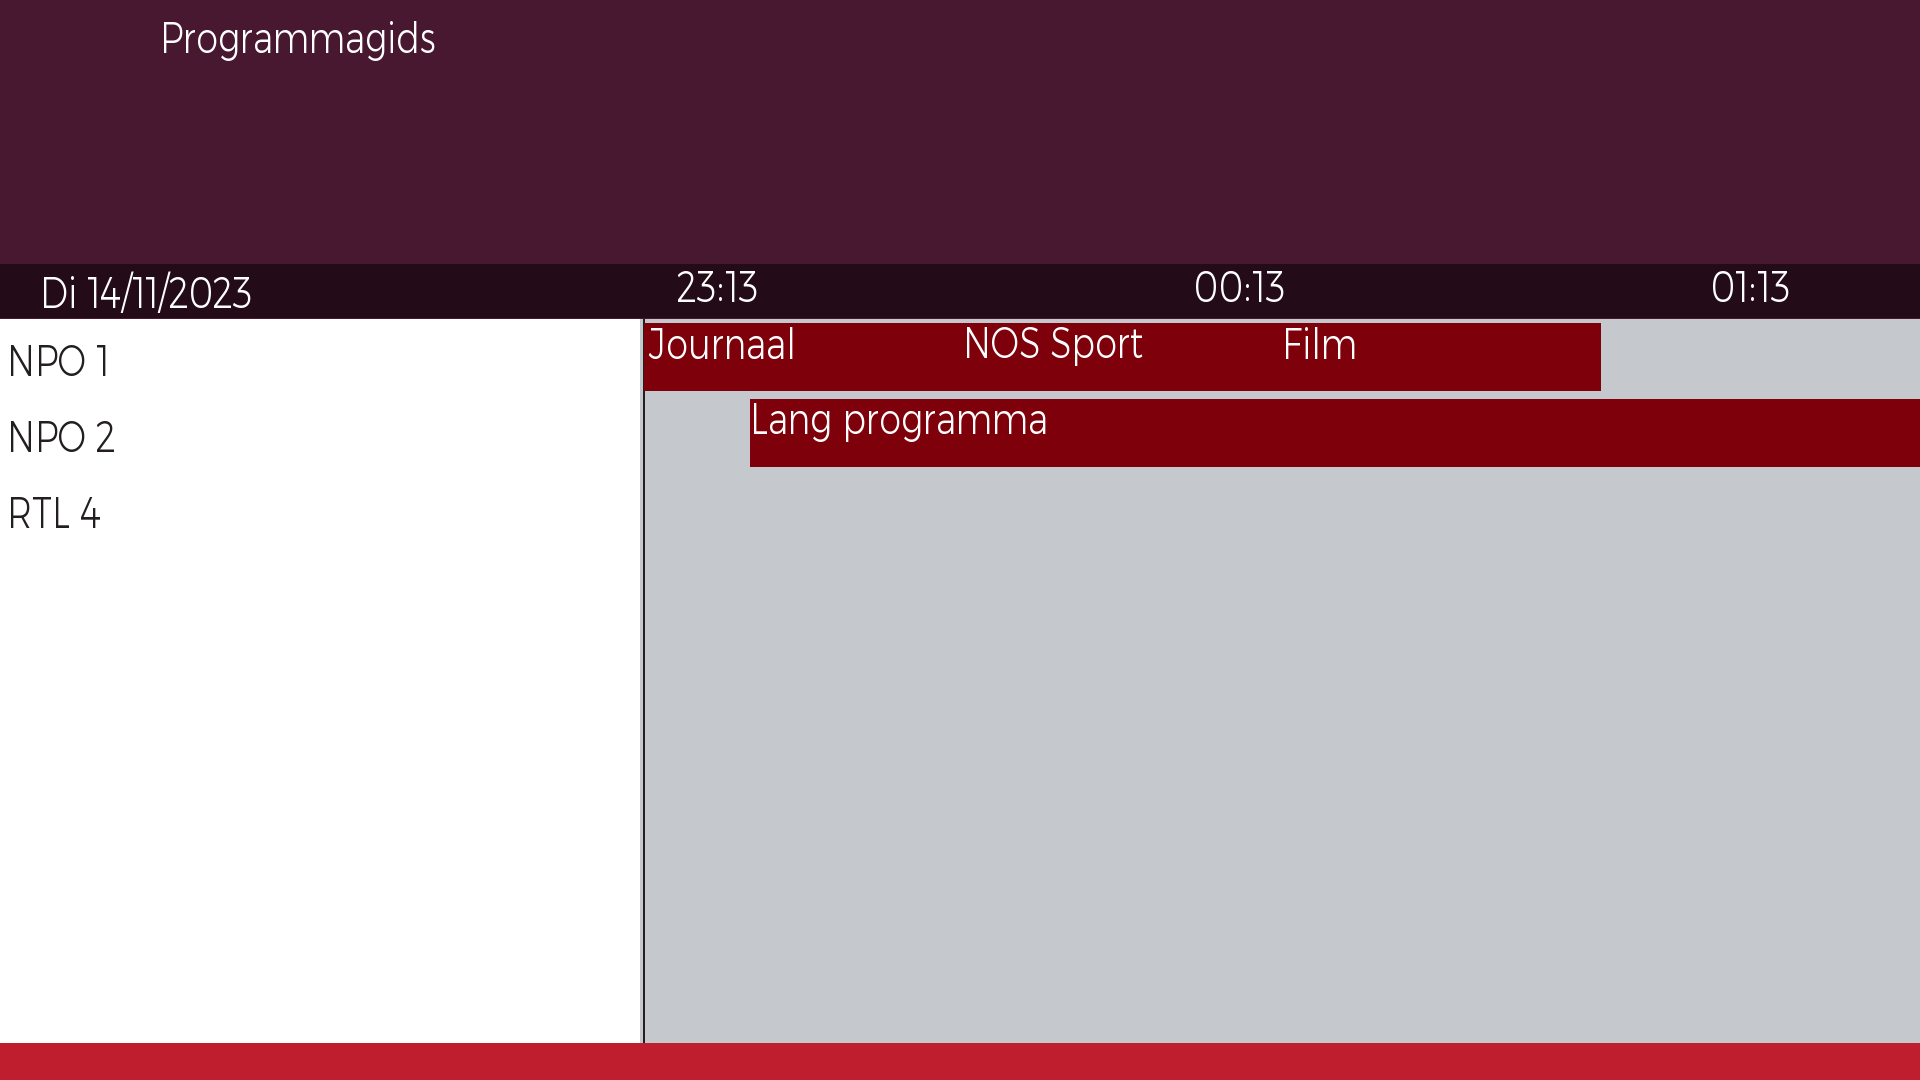 Programmagids
Di 14/11/2023 23:13 00:13 01:13
NPO 1 Journaal NOS Sport Film
NPO 2 Lang programma
RTL 4